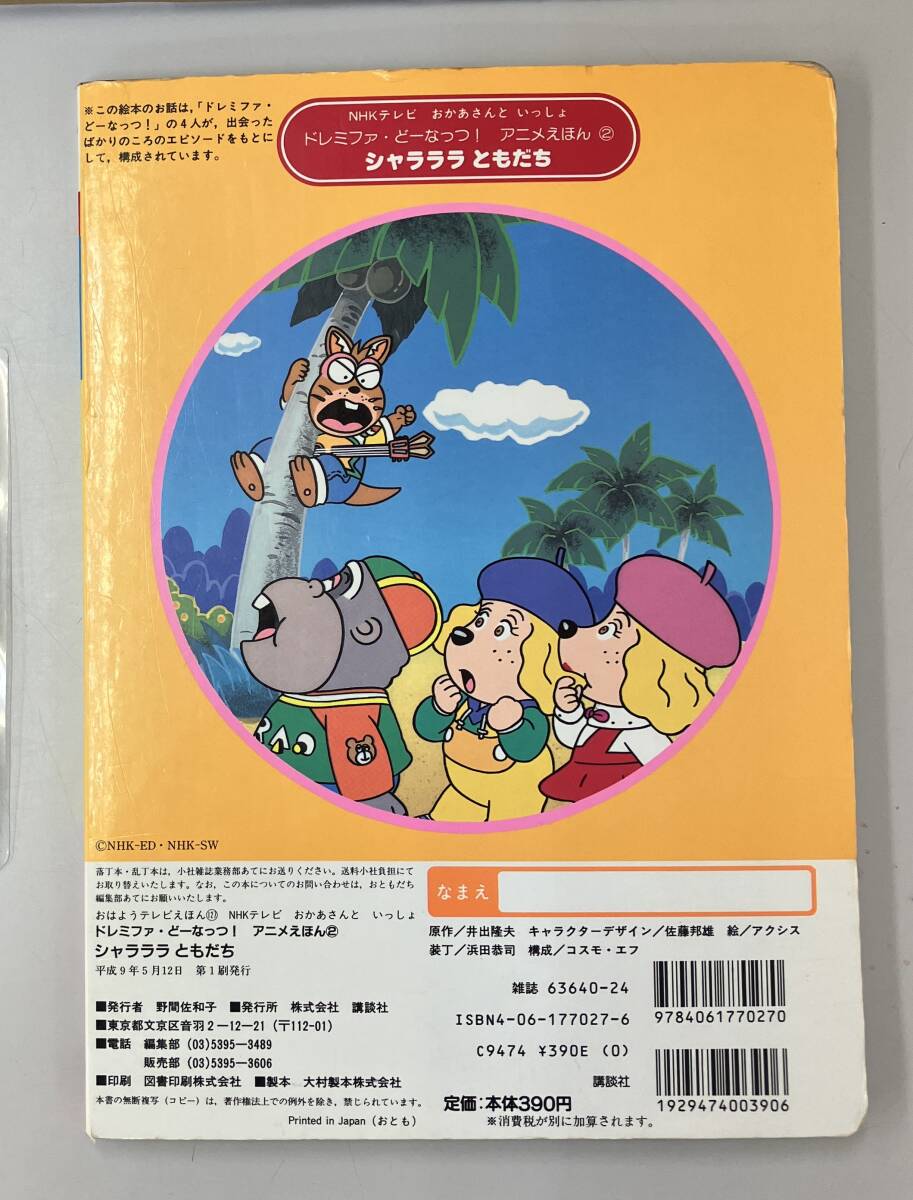 ※この絵本のお話は，「ドレミファ・
どーなっつ！」の４人が，出会った
ばかりのころのエピソードをもとに
して，構成されています。
NHKテレビ おかあさんと いっしょ
ドレミファ・どーなっつ！ アニメえほん ②
シャラララ ともだち
©NHK-ED・NHK-SW
落丁本・乱丁本は，小社雑誌業務部あてにお送りください。送料小社負担にて
お取り替えいたします。なお，この本についてのお問い合わせは，おともだち
編集部あてにお願いいたします。
おはようテレビえほん⑰ NHKテレビ おかあさんと いっしょ
ドレミファ・どーなっつ！ アニメえほん②
シャラララ ともだち
平成９年５月12日 第１刷発行
■発行者 野間佐和子 ■発行所 株式会社 講談社
■東京都文京区音羽２－12－21（〒112-01）
■電話 編集部（03）5395－3489
販売部（03）5395－3606
■印刷 図書印刷株式会社 ■製本 大村製本株式会社
本書の無断複写（コピー）は，著作権法上での例外を除き，禁じられています。
Printed in Japan（おとも）
なまえ
原作／井出隆夫 キャラクターデザイン／佐藤邦雄 絵／アクシス
装丁／浜田恭司 構成／コスモ・エフ
雑誌 63640-24
ISBN4-06-177027-6
C9474 ¥390E (0)
講談社
定価：本体390円
※消費税が別に加算されます。
9784061770270
1929474003906